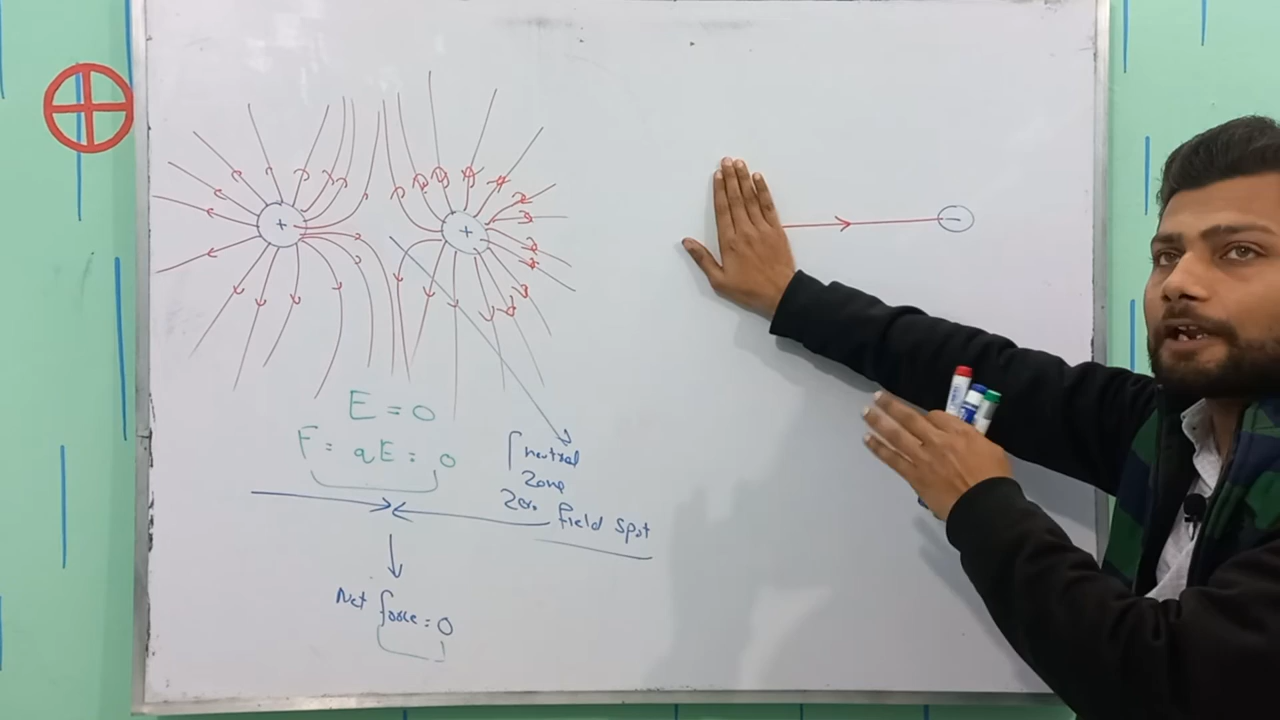 + +
−
E = 0
F = qE = 0
neutral
Zone
Zero field spot
Net force = 0